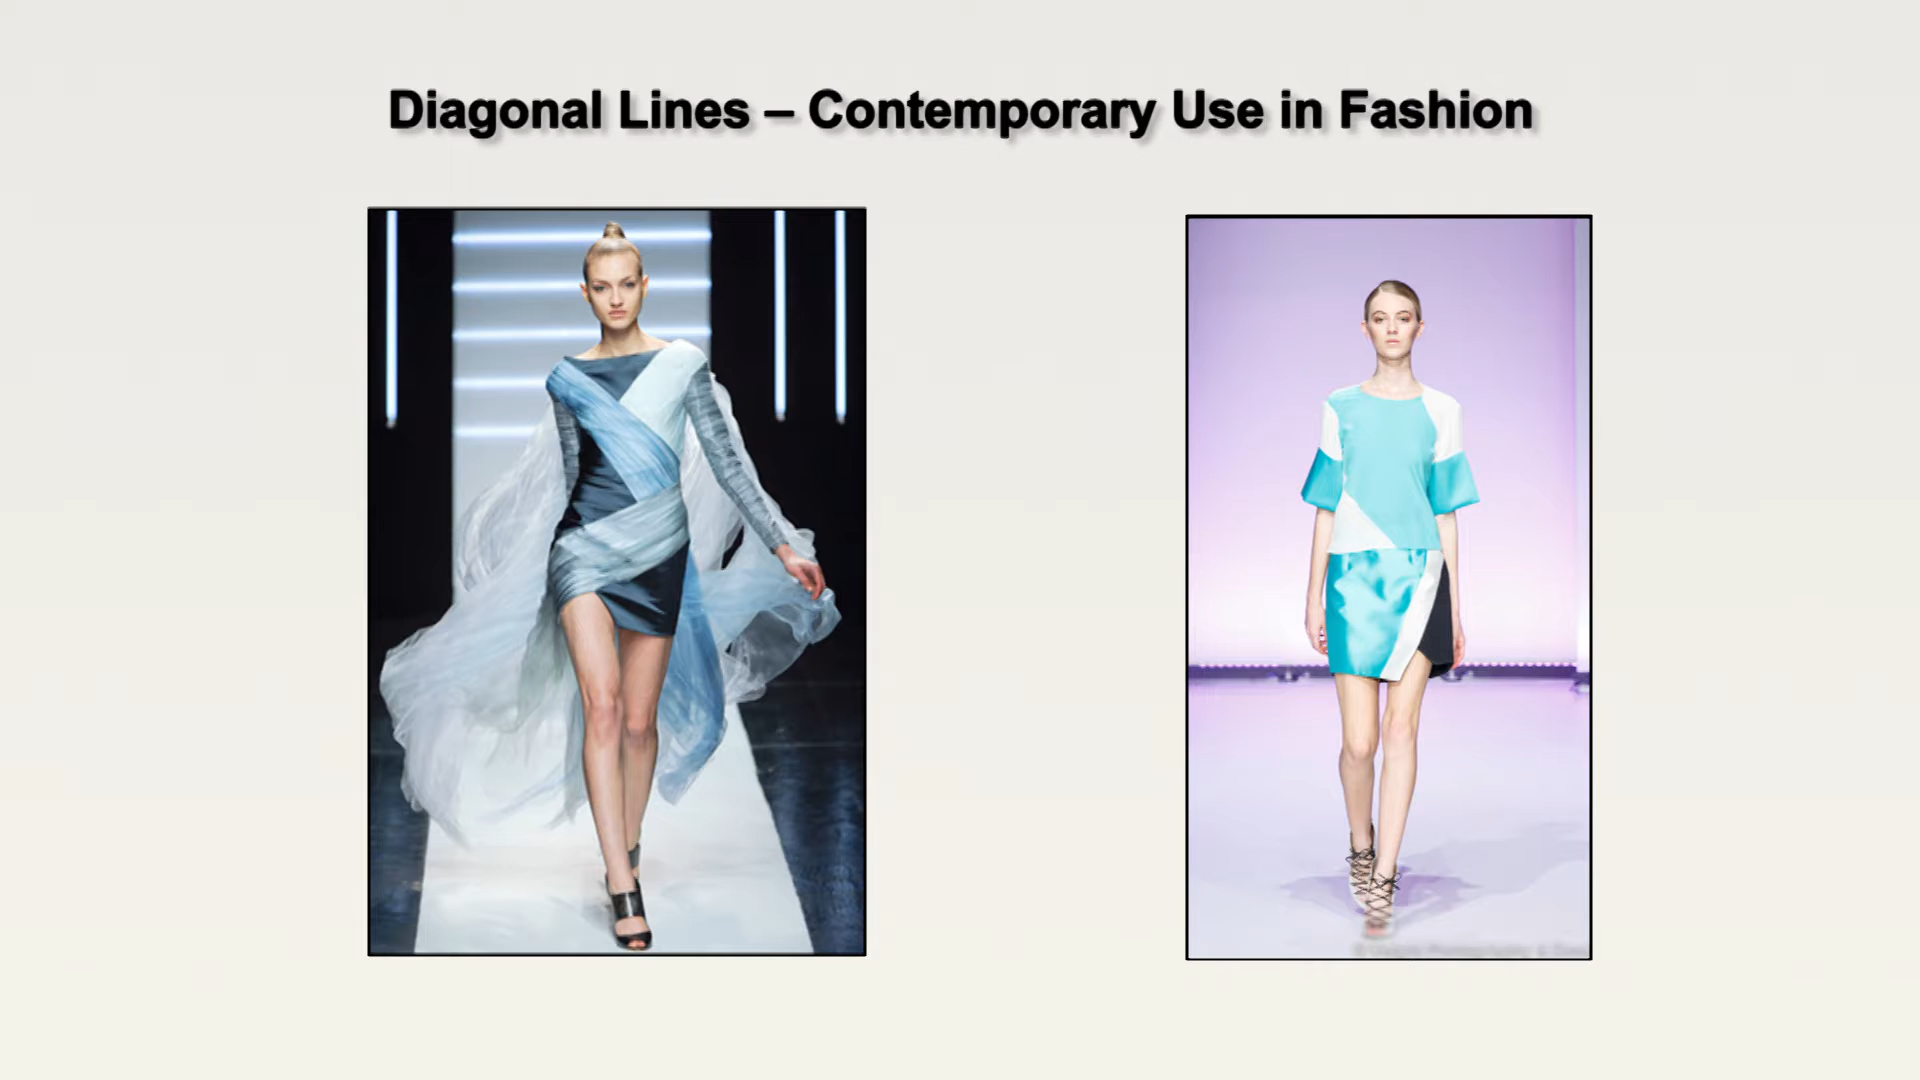 Diagonal Lines – Contemporary Use in Fashion